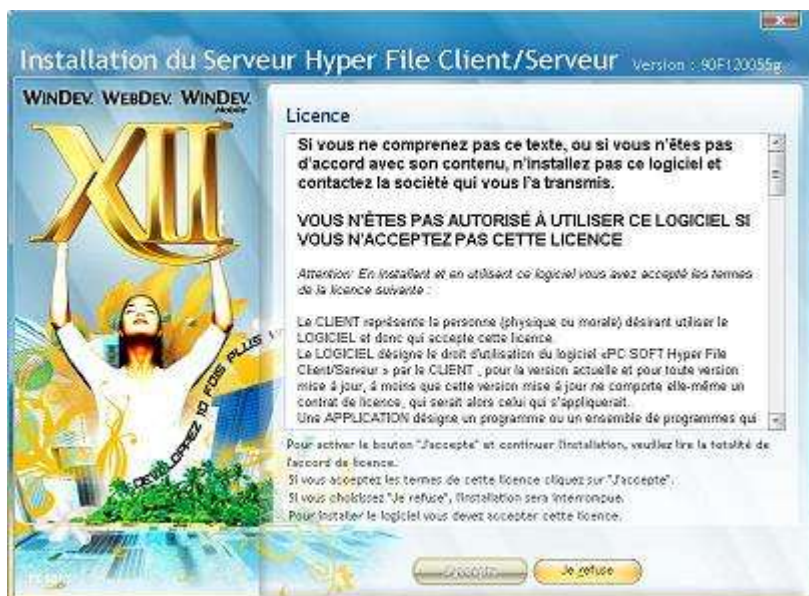 Installation du Serveur Hyper File Client/Serveur Version : 90F120055g
WINDEV. WEBDEV. WINDEV.
Mobile
XII
DÉVELOPPEZ 10 FOIS PLUS
Licence
Si vous ne comprenez pas ce texte, ou si vous n'êtes pas
d'accord avec son contenu, n'installez pas ce logiciel et
contactez la société qui vous l'a transmis.
VOUS N'ÊTES PAS AUTORISÉ À UTILISER CE LOGICIEL SI
VOUS N'ACCEPTEZ PAS CETTE LICENCE
Attention: En installant et en utilisant ce logiciel vous avez accepté les termes
de la licence suivante :
Le CLIENT représente la personne (physique ou morale) désirant utiliser le
LOGICIEL et donc qui accepte cette licence.
Le LOGICIEL désigne le droit d'utilisation du logiciel «PC SOFT Hyper File
Client/Serveur » par le CLIENT , pour la version actuelle et pour toute version
mise à jour, à moins que cette version mise à jour ne comporte elle-même un
contrat de licence, qui serait alors celui qui s'appliquerait.
Une APPLICATION désigne un programme ou un ensemble de programmes qui
Pour activer le bouton "J'accepte" et continuer l'installation, veuillez lire la totalité de
l'accord de licence.
Si vous acceptez les termes de cette licence cliquez sur "J'accepte".
Si vous choisissez "Je refuse", l'installation sera interrompue.
Pour installer le logiciel vous devez accepter cette licence.
J'accepte
Je refuse